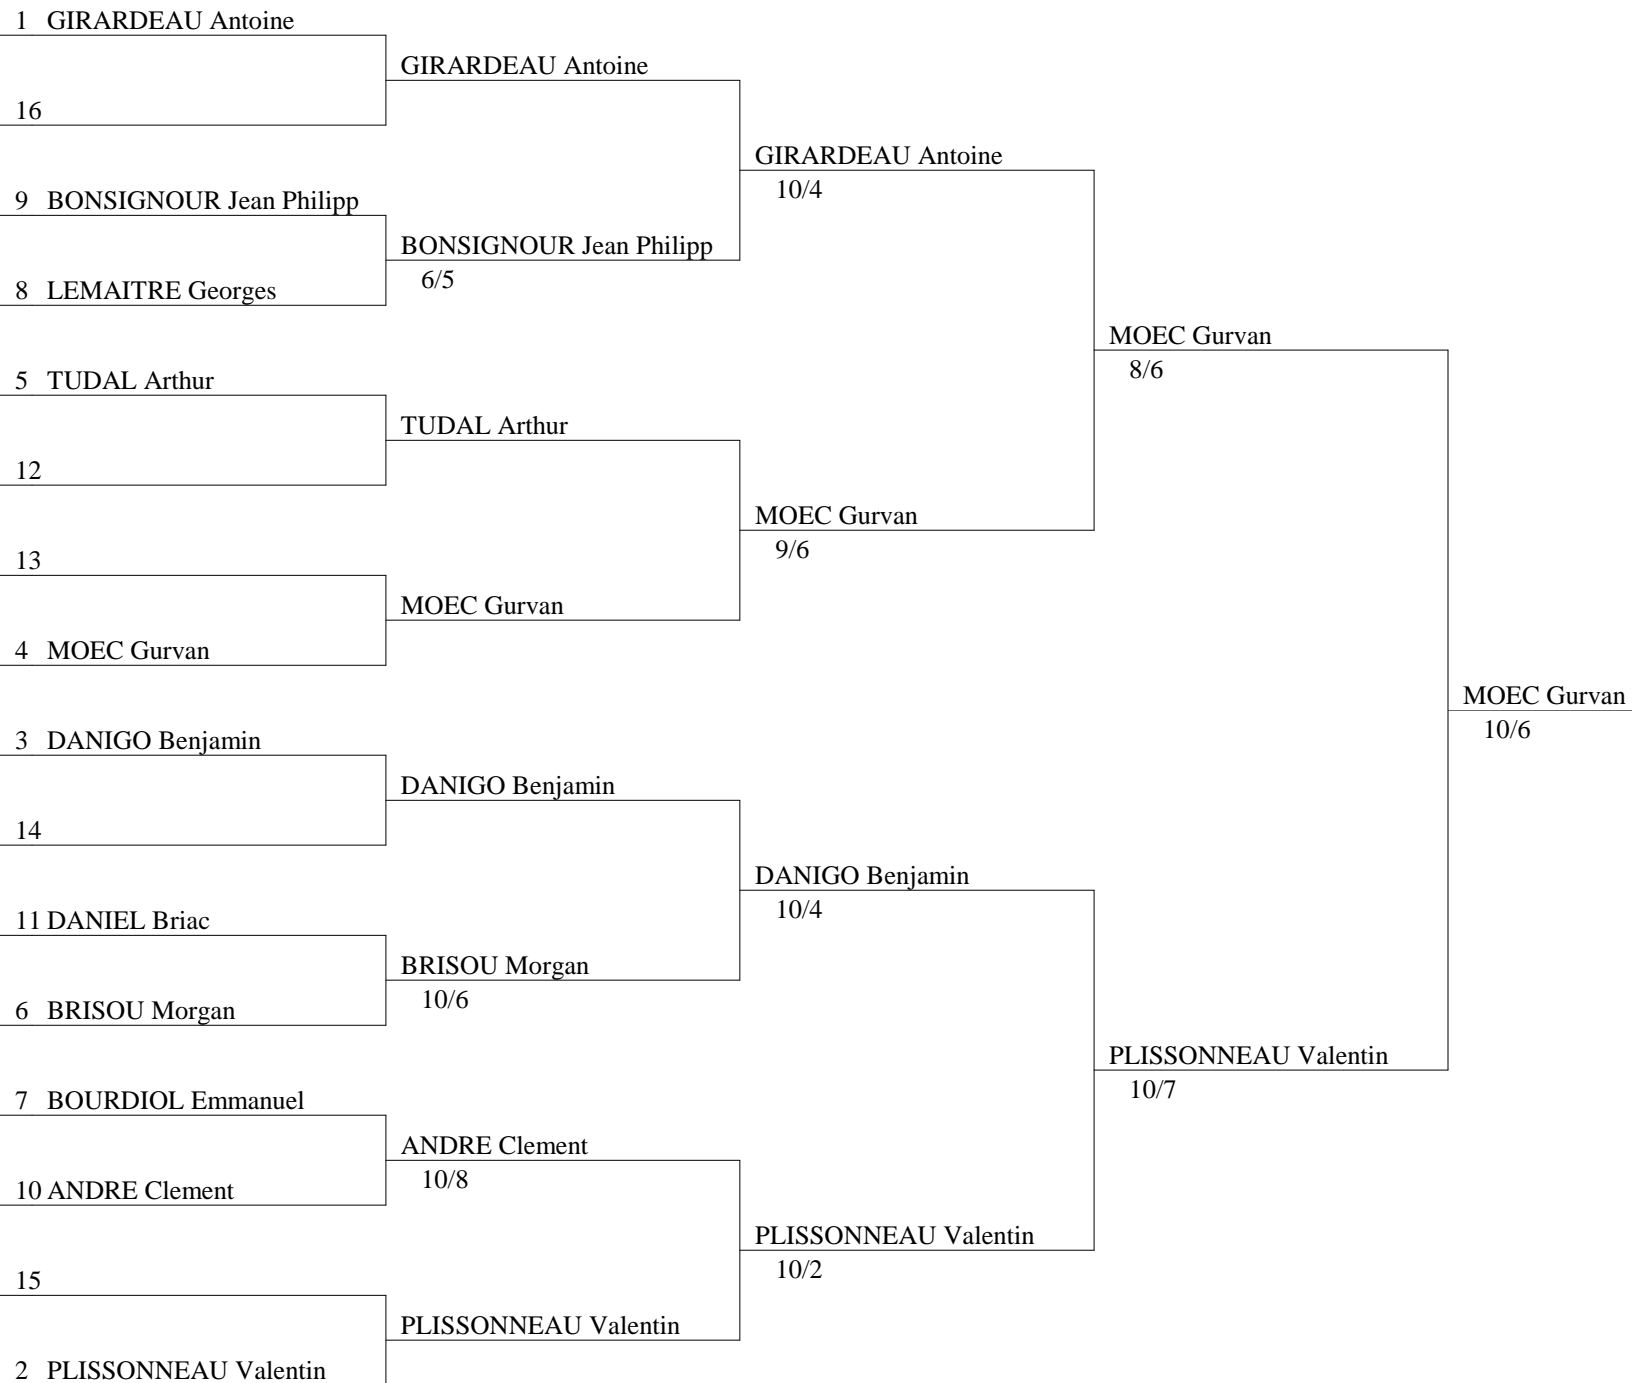 1 GIRARDEAU Antoine
GIRARDEAU Antoine
16
GIRARDEAU Antoine
10/4
9 BONSIGNOUR Jean Philipp
BONSIGNOUR Jean Philipp
6/5
8 LEMAITRE Georges
MOEC Gurvan
8/6
5 TUDAL Arthur
TUDAL Arthur
12
MOEC Gurvan
9/6
13
MOEC Gurvan
4 MOEC Gurvan
MOEC Gurvan
10/6
3 DANIGO Benjamin
DANIGO Benjamin
14
DANIGO Benjamin
10/4
11 DANIEL Briac
BRISOU Morgan
10/6
6 BRISOU Morgan
PLISSONNEAU Valentin
10/7
7 BOURDIOL Emmanuel
ANDRE Clement
10/8
10 ANDRE Clement
PLISSONNEAU Valentin
10/2
15
PLISSONNEAU Valentin
2 PLISSONNEAU Valentin